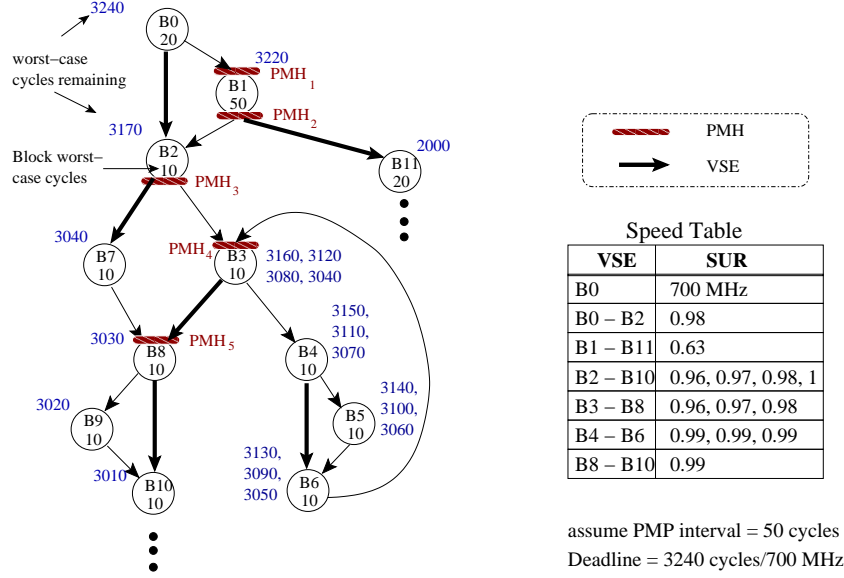 3240
B0
20
worst−case
cycles remaining
3220
PMH1
B1
50
PMH2
3170
B2
10
Block worst−
case cycles
PMH3
2000
B11
20
3040
B7
10
PMH4
B3
10
3160, 3120
3080, 3040
3150,
3110,
3070
3030
PMH5
B8
10
B4
10
3140,
3100,
3060
3020
B9
10
B5
10
3130,
3090,
3050
3010
B10
10
B6
10
PMH
VSE
Speed Table
VSE SUR
B0 700 MHz
B0 − B2 0.98
B1 − B11 0.63
B2 − B10 0.96, 0.97, 0.98, 1
B3 − B8 0.96, 0.97, 0.98
B4 − B6 0.99, 0.99, 0.99
B8 − B10 0.99
assume PMP interval = 50 cycles
Deadline = 3240 cycles/700 MHz